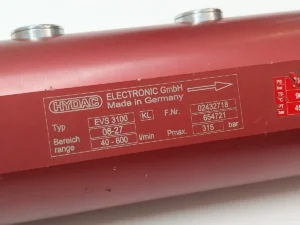 HYDAC ELECTRONIC GmbH
Made in Germany
Typ EVS 3100 KL F.Nr. 02432718
08-27 654721
Bereich range 40 - 600 l/min Pmax. 315 bar